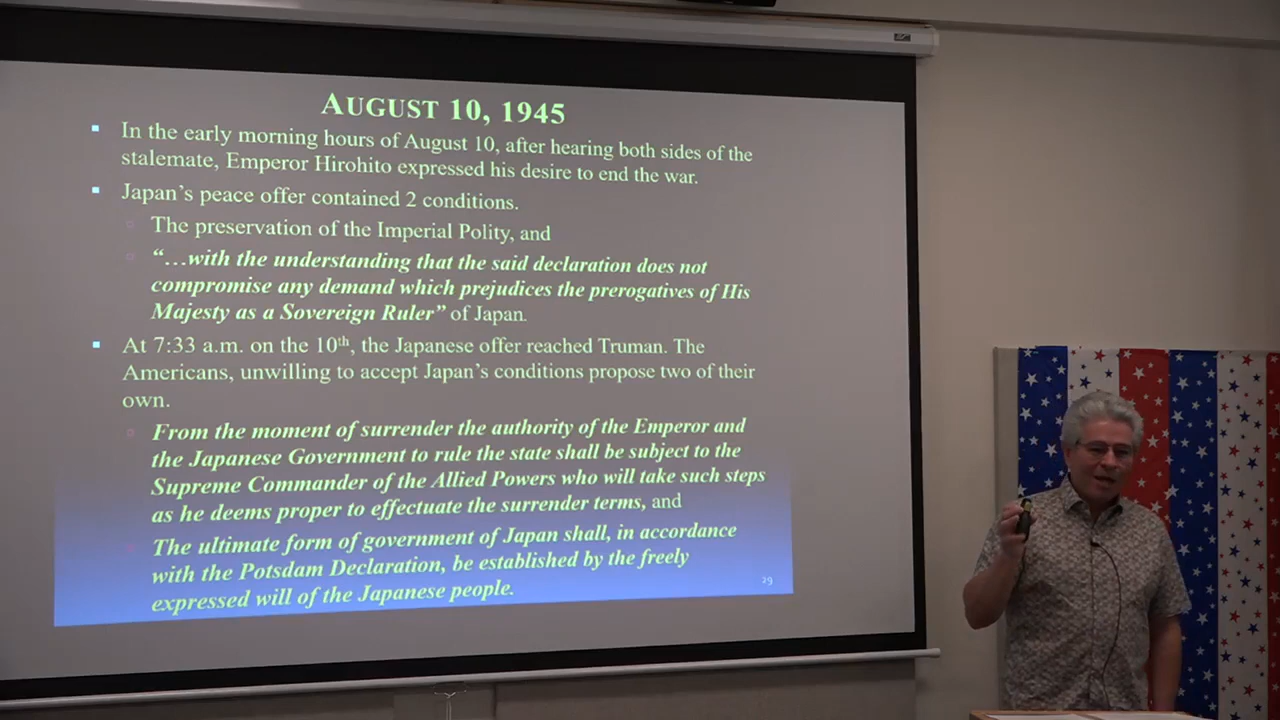 AUGUST 10, 1945
▪ In the early morning hours of August 10, after hearing both sides of the
stalemate, Emperor Hirohito expressed his desire to end the war.
▪ Japan's peace offer contained 2 conditions.
▫ The preservation of the Imperial Polity, and
▫ “…with the understanding that the said declaration does not
compromise any demand which prejudices the prerogatives of His
Majesty as a Sovereign Ruler” of Japan.
▪ At 7:33 a.m. on the 10th, the Japanese offer reached Truman. The
Americans, unwilling to accept Japan's conditions propose two of their
own.
▫ From the moment of surrender the authority of the Emperor and
the Japanese Government to rule the state shall be subject to the
Supreme Commander of the Allied Powers who will take such steps
as he deems proper to effectuate the surrender terms, and
▫ The ultimate form of government of Japan shall, in accordance
with the Potsdam Declaration, be established by the freely
expressed will of the Japanese people.
29